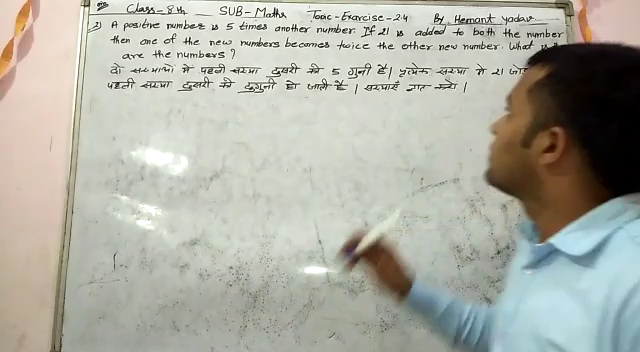 Class-8th SUB-Maths Topic-Exercise-2.4 By Hemant yadav
2) A positive number is 5 times another number. If 21 is added to both the number
then one of the new numbers becomes twice the other new number. What is
are the numbers?
दो संख्याओ में पहली संख्या दुसरी की 5 गुनी है। प्रत्येक संख्या में 21 जोड़
पहली संख्या दुसरी की दुगुनी हो जाती है। संख्याएँ ज्ञात करो।